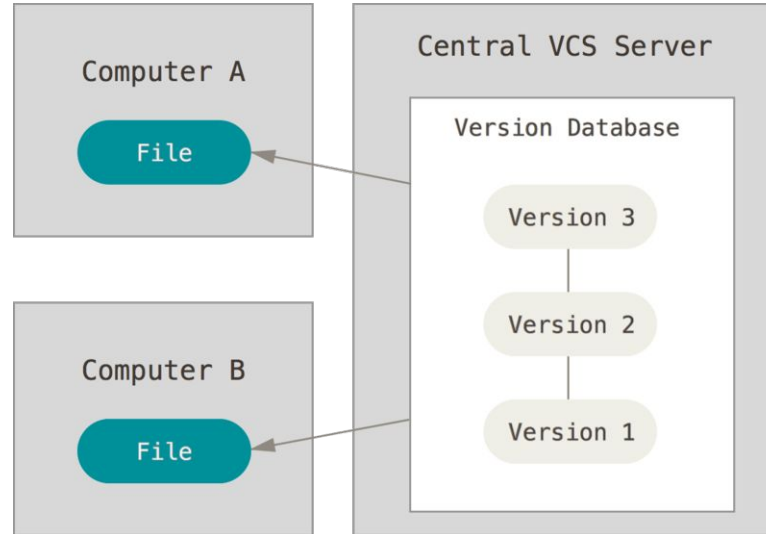 Computer A
File
Computer B
File
Central VCS Server
Version Database
Version 3
Version 2
Version 1